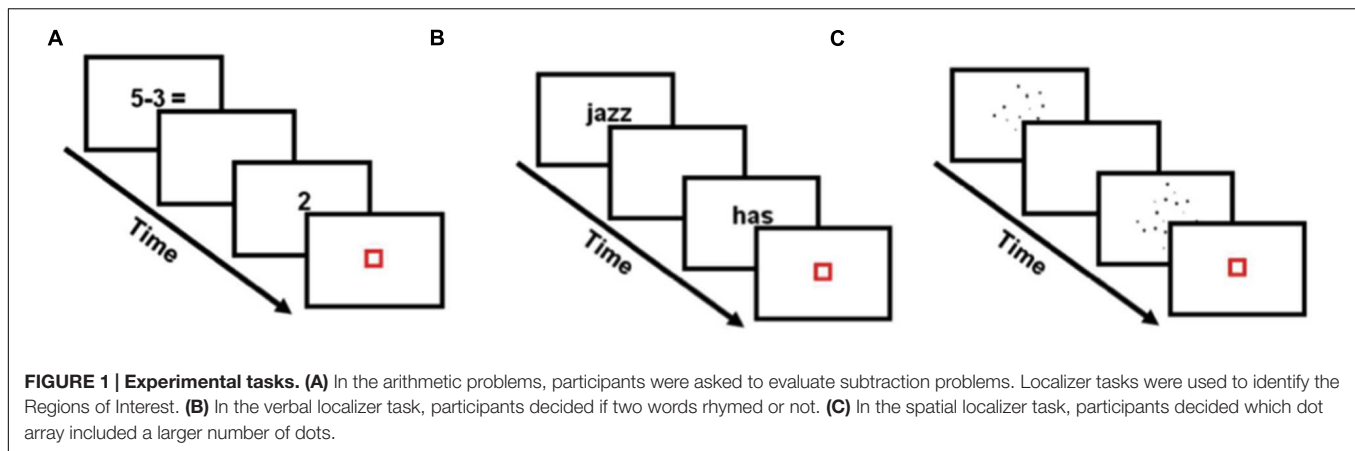 A
B
C
5-3 =
2
Time
jazz
has
Time
Time
FIGURE 1 | Experimental tasks. (A) In the arithmetic problems, participants were asked to evaluate subtraction problems. Localizer tasks were used to identify the
Regions of Interest. (B) In the verbal localizer task, participants decided if two words rhymed or not. (C) In the spatial localizer task, participants decided which dot
array included a larger number of dots.